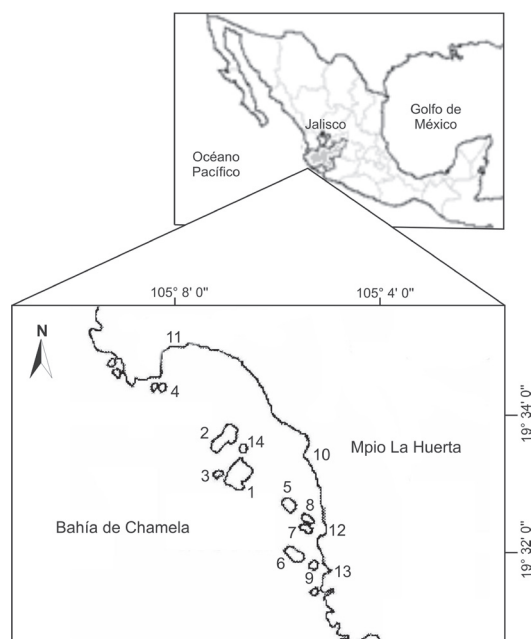 Golfo de
México
Jalisco
Océano
Pacífico
105° 8' 0"
105° 4' 0"
N
11
4
19° 34' 0"
2
14
Mpio La Huerta
10
3
1
5
8
Bahía de Chamela
7
12
6
19° 32' 0"
9
13